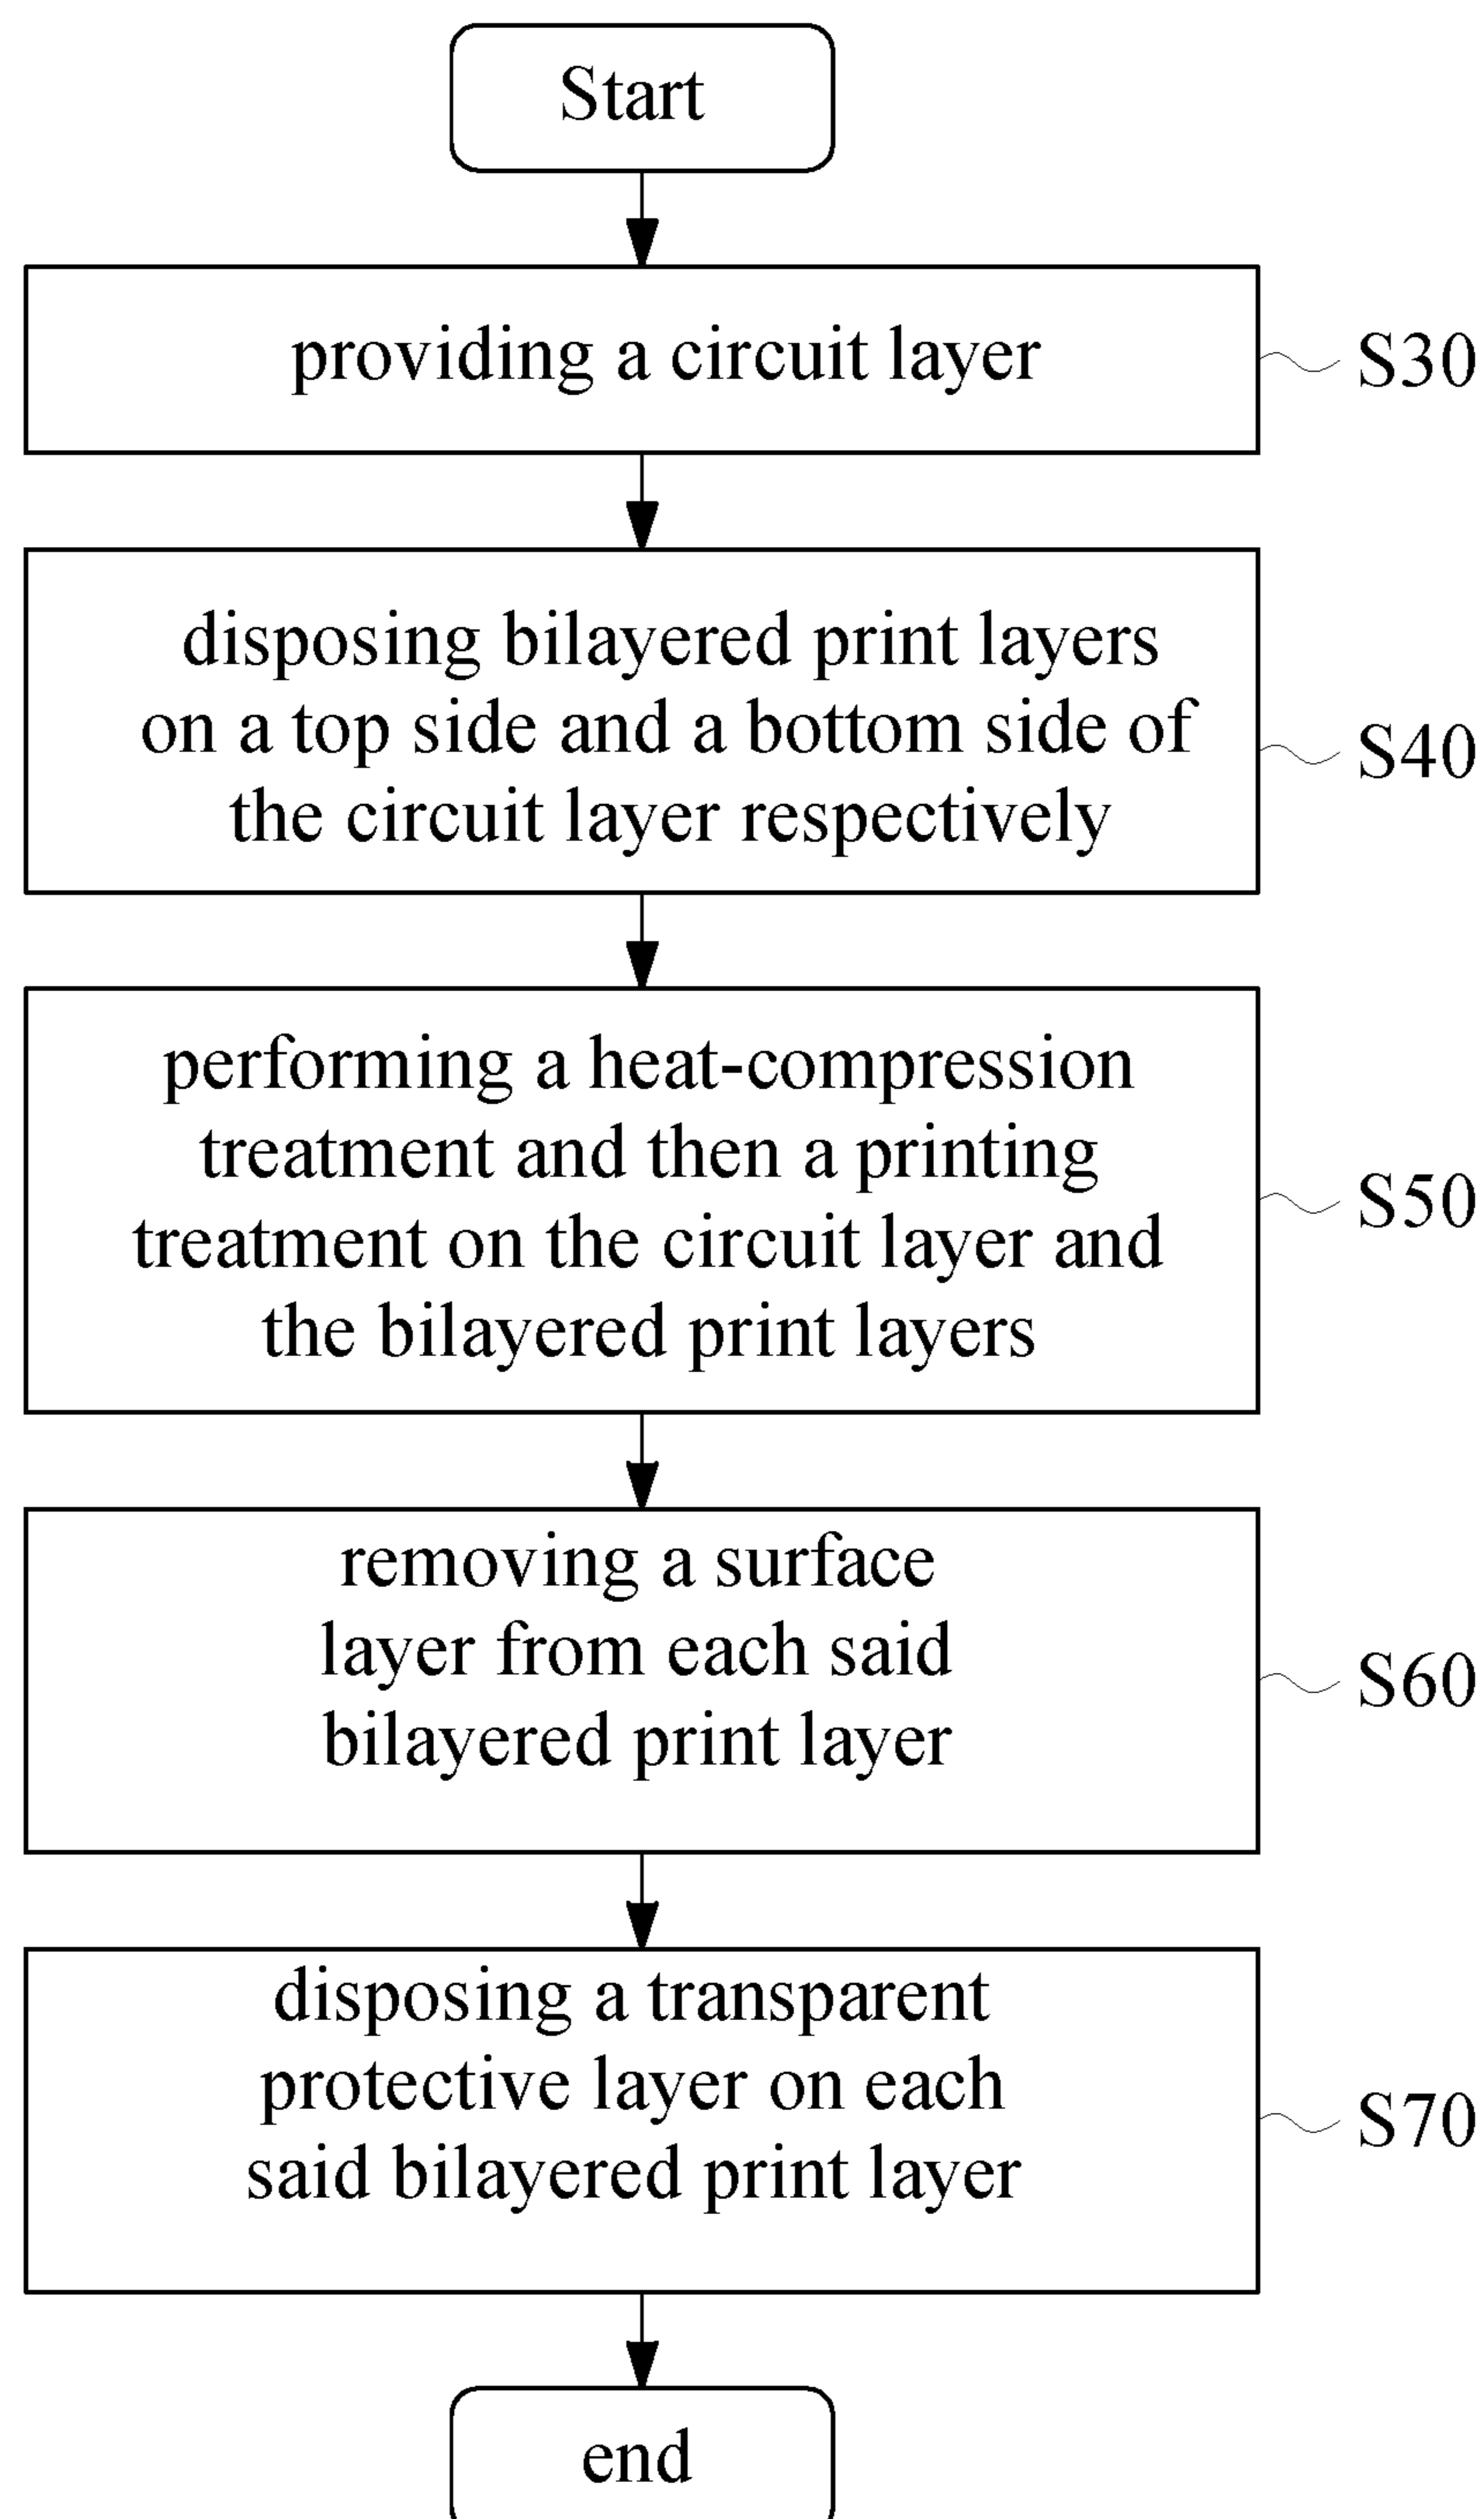 Start
providing a circuit layer
S30
disposing bilayered print layers
on a top side and a bottom side of
the circuit layer respectively
S40
performing a heat-compression
treatment and then a printing
treatment on the circuit layer and
the bilayered print layers
S50
removing a surface
layer from each said
bilayered print layer
S60
disposing a transparent
protective layer on each
said bilayered print layer
S70
end